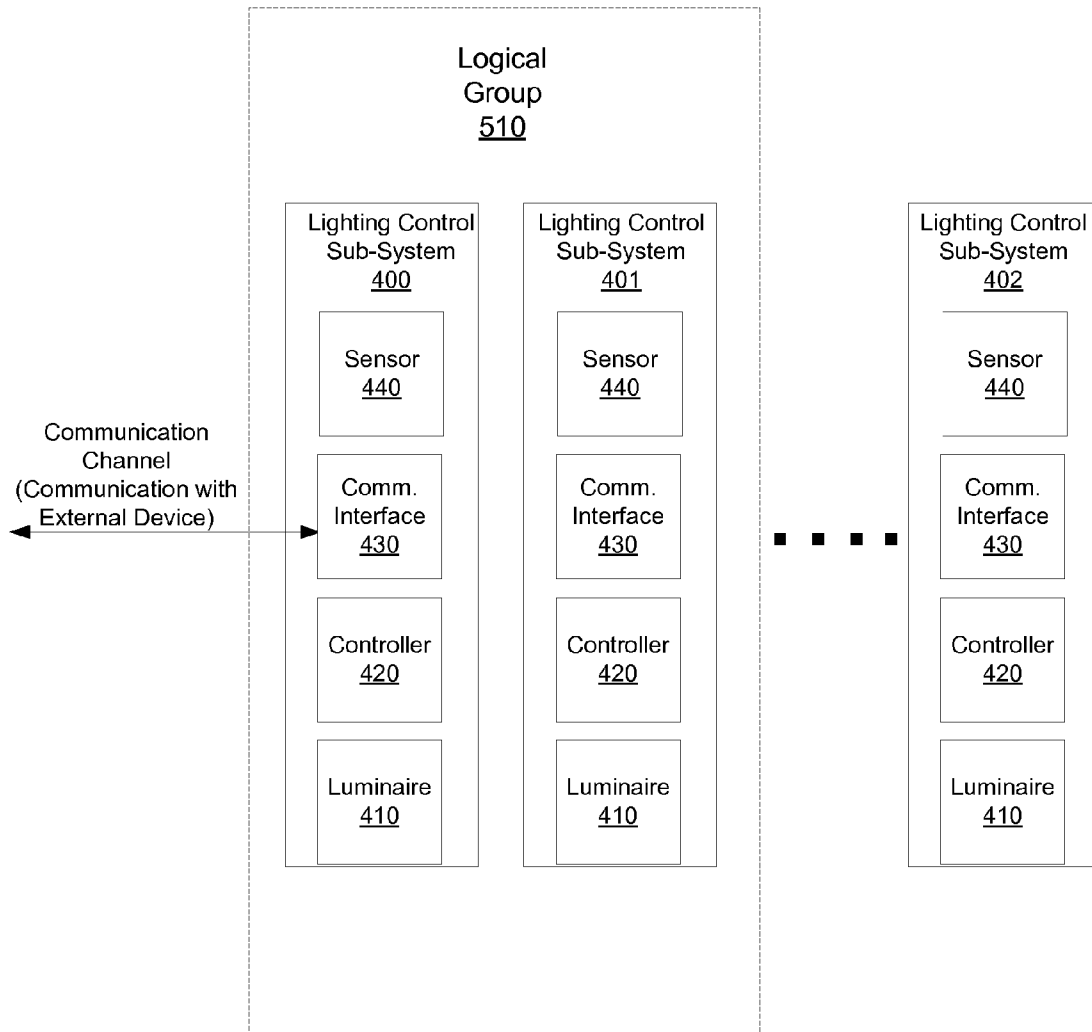 Logical
Group
510
Lighting Control
Sub-System
400
Sensor
440
Comm.
Interface
430
Controller
420
Luminaire
410
Lighting Control
Sub-System
401
Sensor
440
Comm.
Interface
430
Controller
420
Luminaire
410
Lighting Control
Sub-System
402
Sensor
440
Comm.
Interface
430
Controller
420
Luminaire
410
Communication
Channel
(Communication with
External Device)